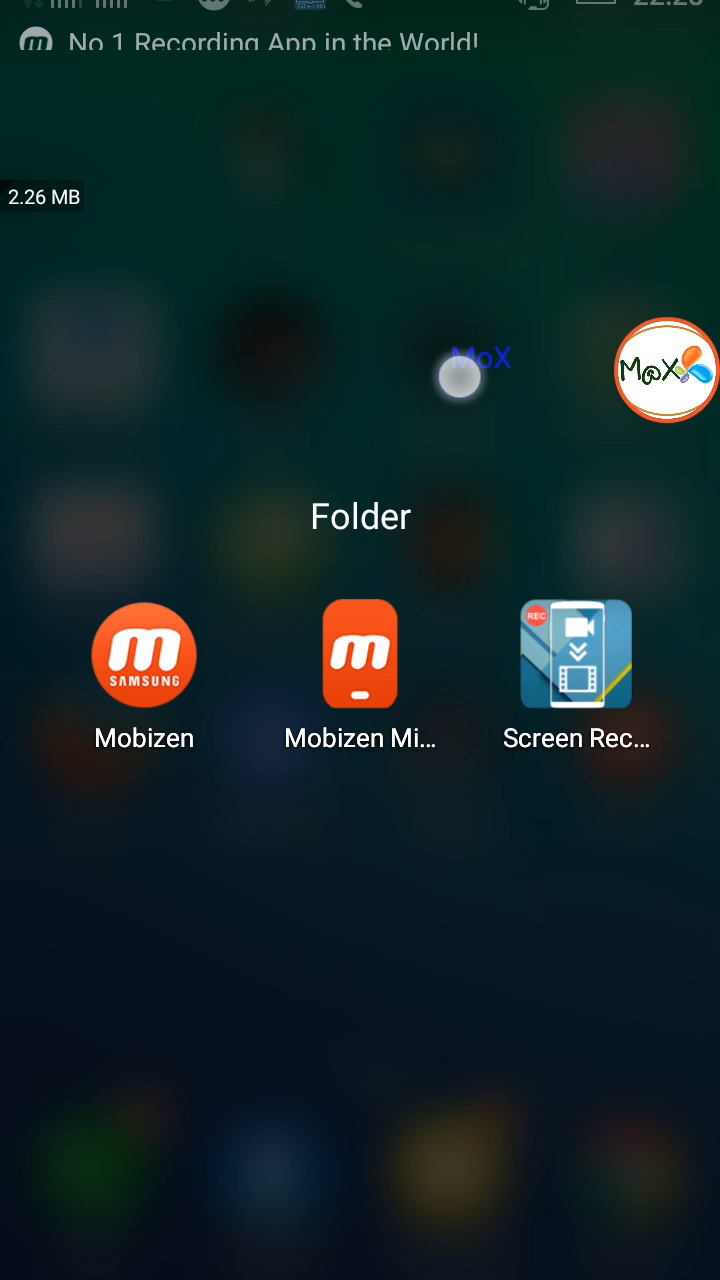 No 1 Recording App in the World!
2.26 MB
MoX
M@X
Folder
m
SAMSUNG
m
REC
Mobizen
Mobizen Mi...
Screen Rec...